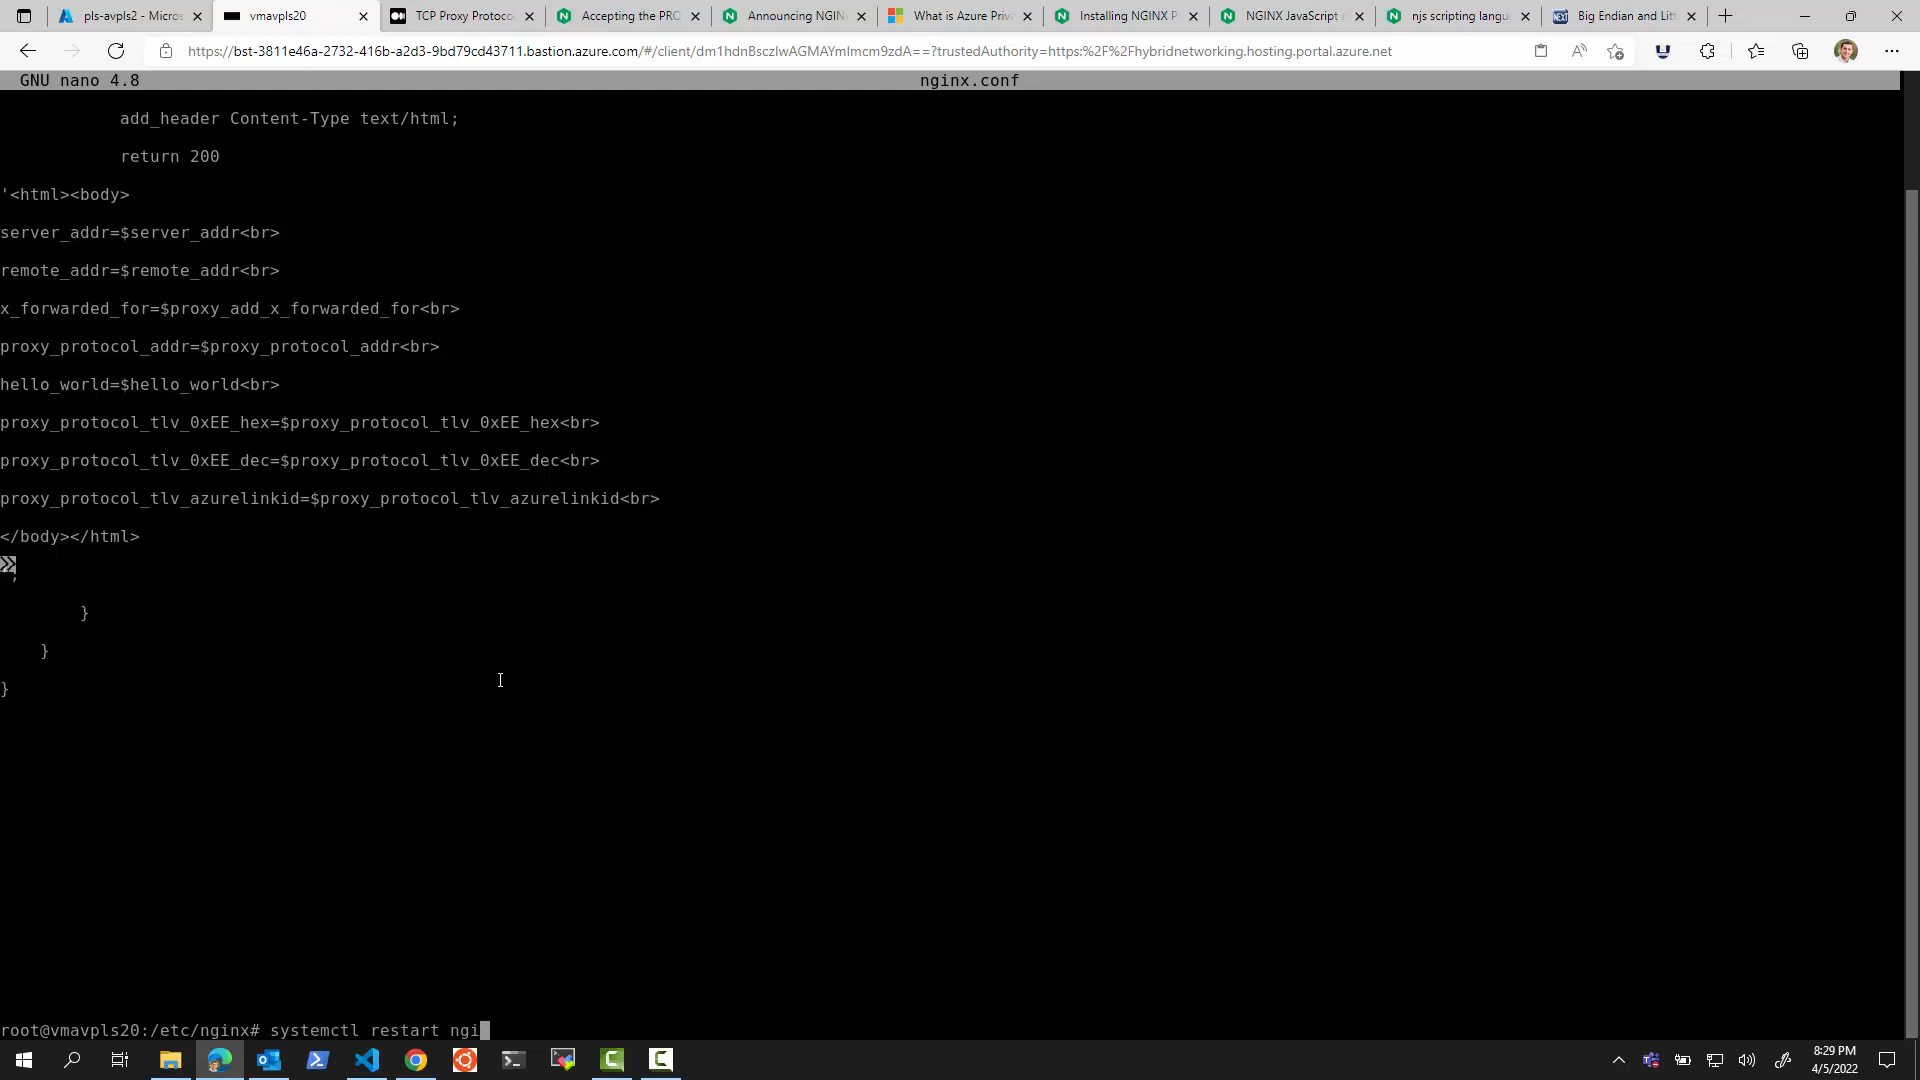 pls-avpls2 - Micros
vmavpls20
TCP Proxy Protoco
Accepting the PRO
Announcing NGIN
What is Azure Priv
Installing NGINX P
NGINX JavaScript
njs scripting langu
Big Endian and Litt
https://bst-3811e46a-2732-416b-a2d3-9bd79cd43711.bastion.azure.com/#/client/dm1hdnBsczIwAGMAYmlmcm9zdA==?trustedAuthority=https:%2F%2Fhybridnetworking.hosting.portal.azure.net
GNU nano 4.8 nginx.conf
add_header Content-Type text/html;
return 200
'<html><body>
server_addr=$server_addr<br>
remote_addr=$remote_addr<br>
x_forwarded_for=$proxy_add_x_forwarded_for<br>
proxy_protocol_addr=$proxy_protocol_addr<br>
hello_world=$hello_world<br>
proxy_protocol_tlv_0xEE_hex=$proxy_protocol_tlv_0xEE_hex<br>
proxy_protocol_tlv_0xEE_dec=$proxy_protocol_tlv_0xEE_dec<br>
proxy_protocol_tlv_azurelinkid=$proxy_protocol_tlv_azurelinkid<br>
</body></html>
;
}
}
}
root@vmavpls20:/etc/nginx# systemctl restart ngi
8:29 PM
4/5/2022